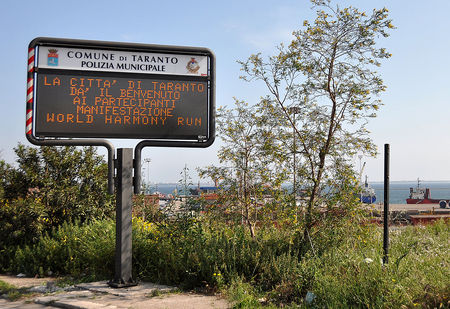 COMUNE DI TARANTO
POLIZIA MUNICIPALE
LA CITTA' DI TARANTO
DA' IL BENVENUTO
AI PARTECIPANTI
MANIFESTAZIONE
WORLD HARMONY RUN